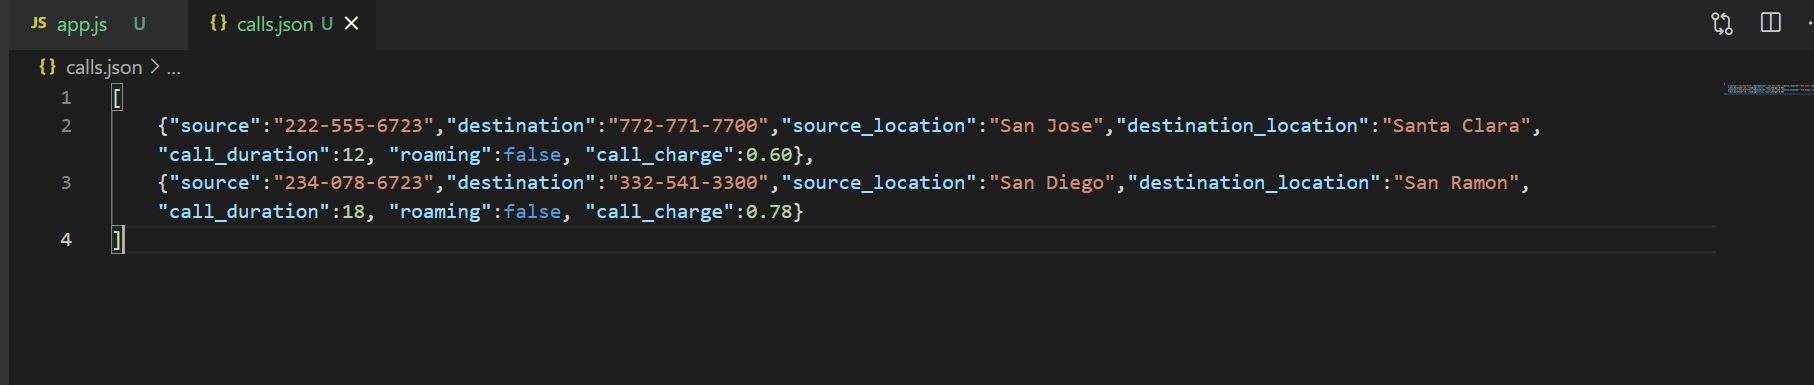 JS app.js U {} calls.json U ×
{} calls.json > ...
1 [
2 {"source":"222-555-6723","destination":"772-771-7700","source_location":"San Jose","destination_location":"Santa Clara",
"call_duration":12, "roaming":false, "call_charge":0.60},
3 {"source":"234-078-6723","destination":"332-541-3300","source_location":"San Diego","destination_location":"San Ramon",
"call_duration":18, "roaming":false, "call_charge":0.78}
4 ]